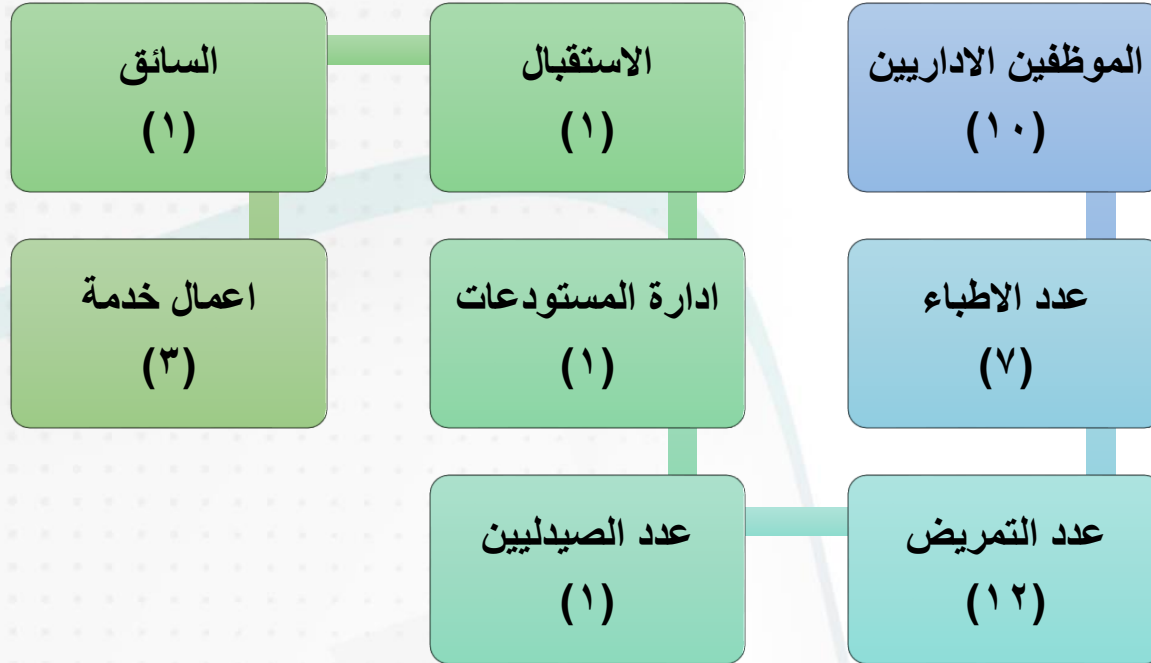 الموظفين الاداريين
(١٠)
عدد الاطباء
(٧)
عدد التمريض
(١٢)
عدد الصيدليين
(١)
ادارة المستودعات
(١)
الاستقبال
(١)
السائق
(١)
اعمال خدمة
(٣)